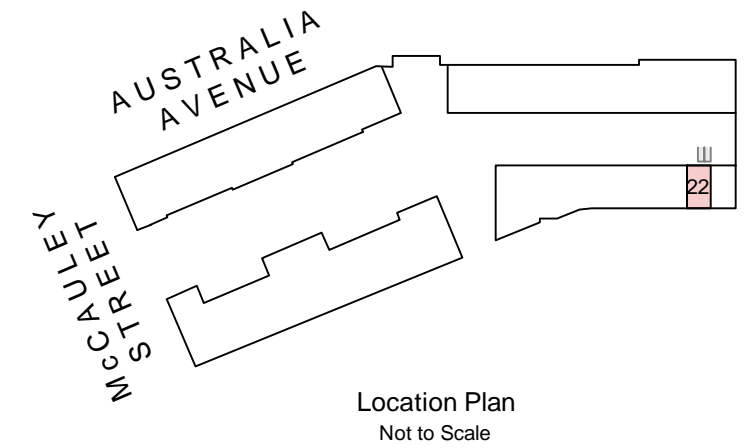 AUSTRALIA
AVENUE
McCAULEY
STREET
22
Location Plan
Not to Scale